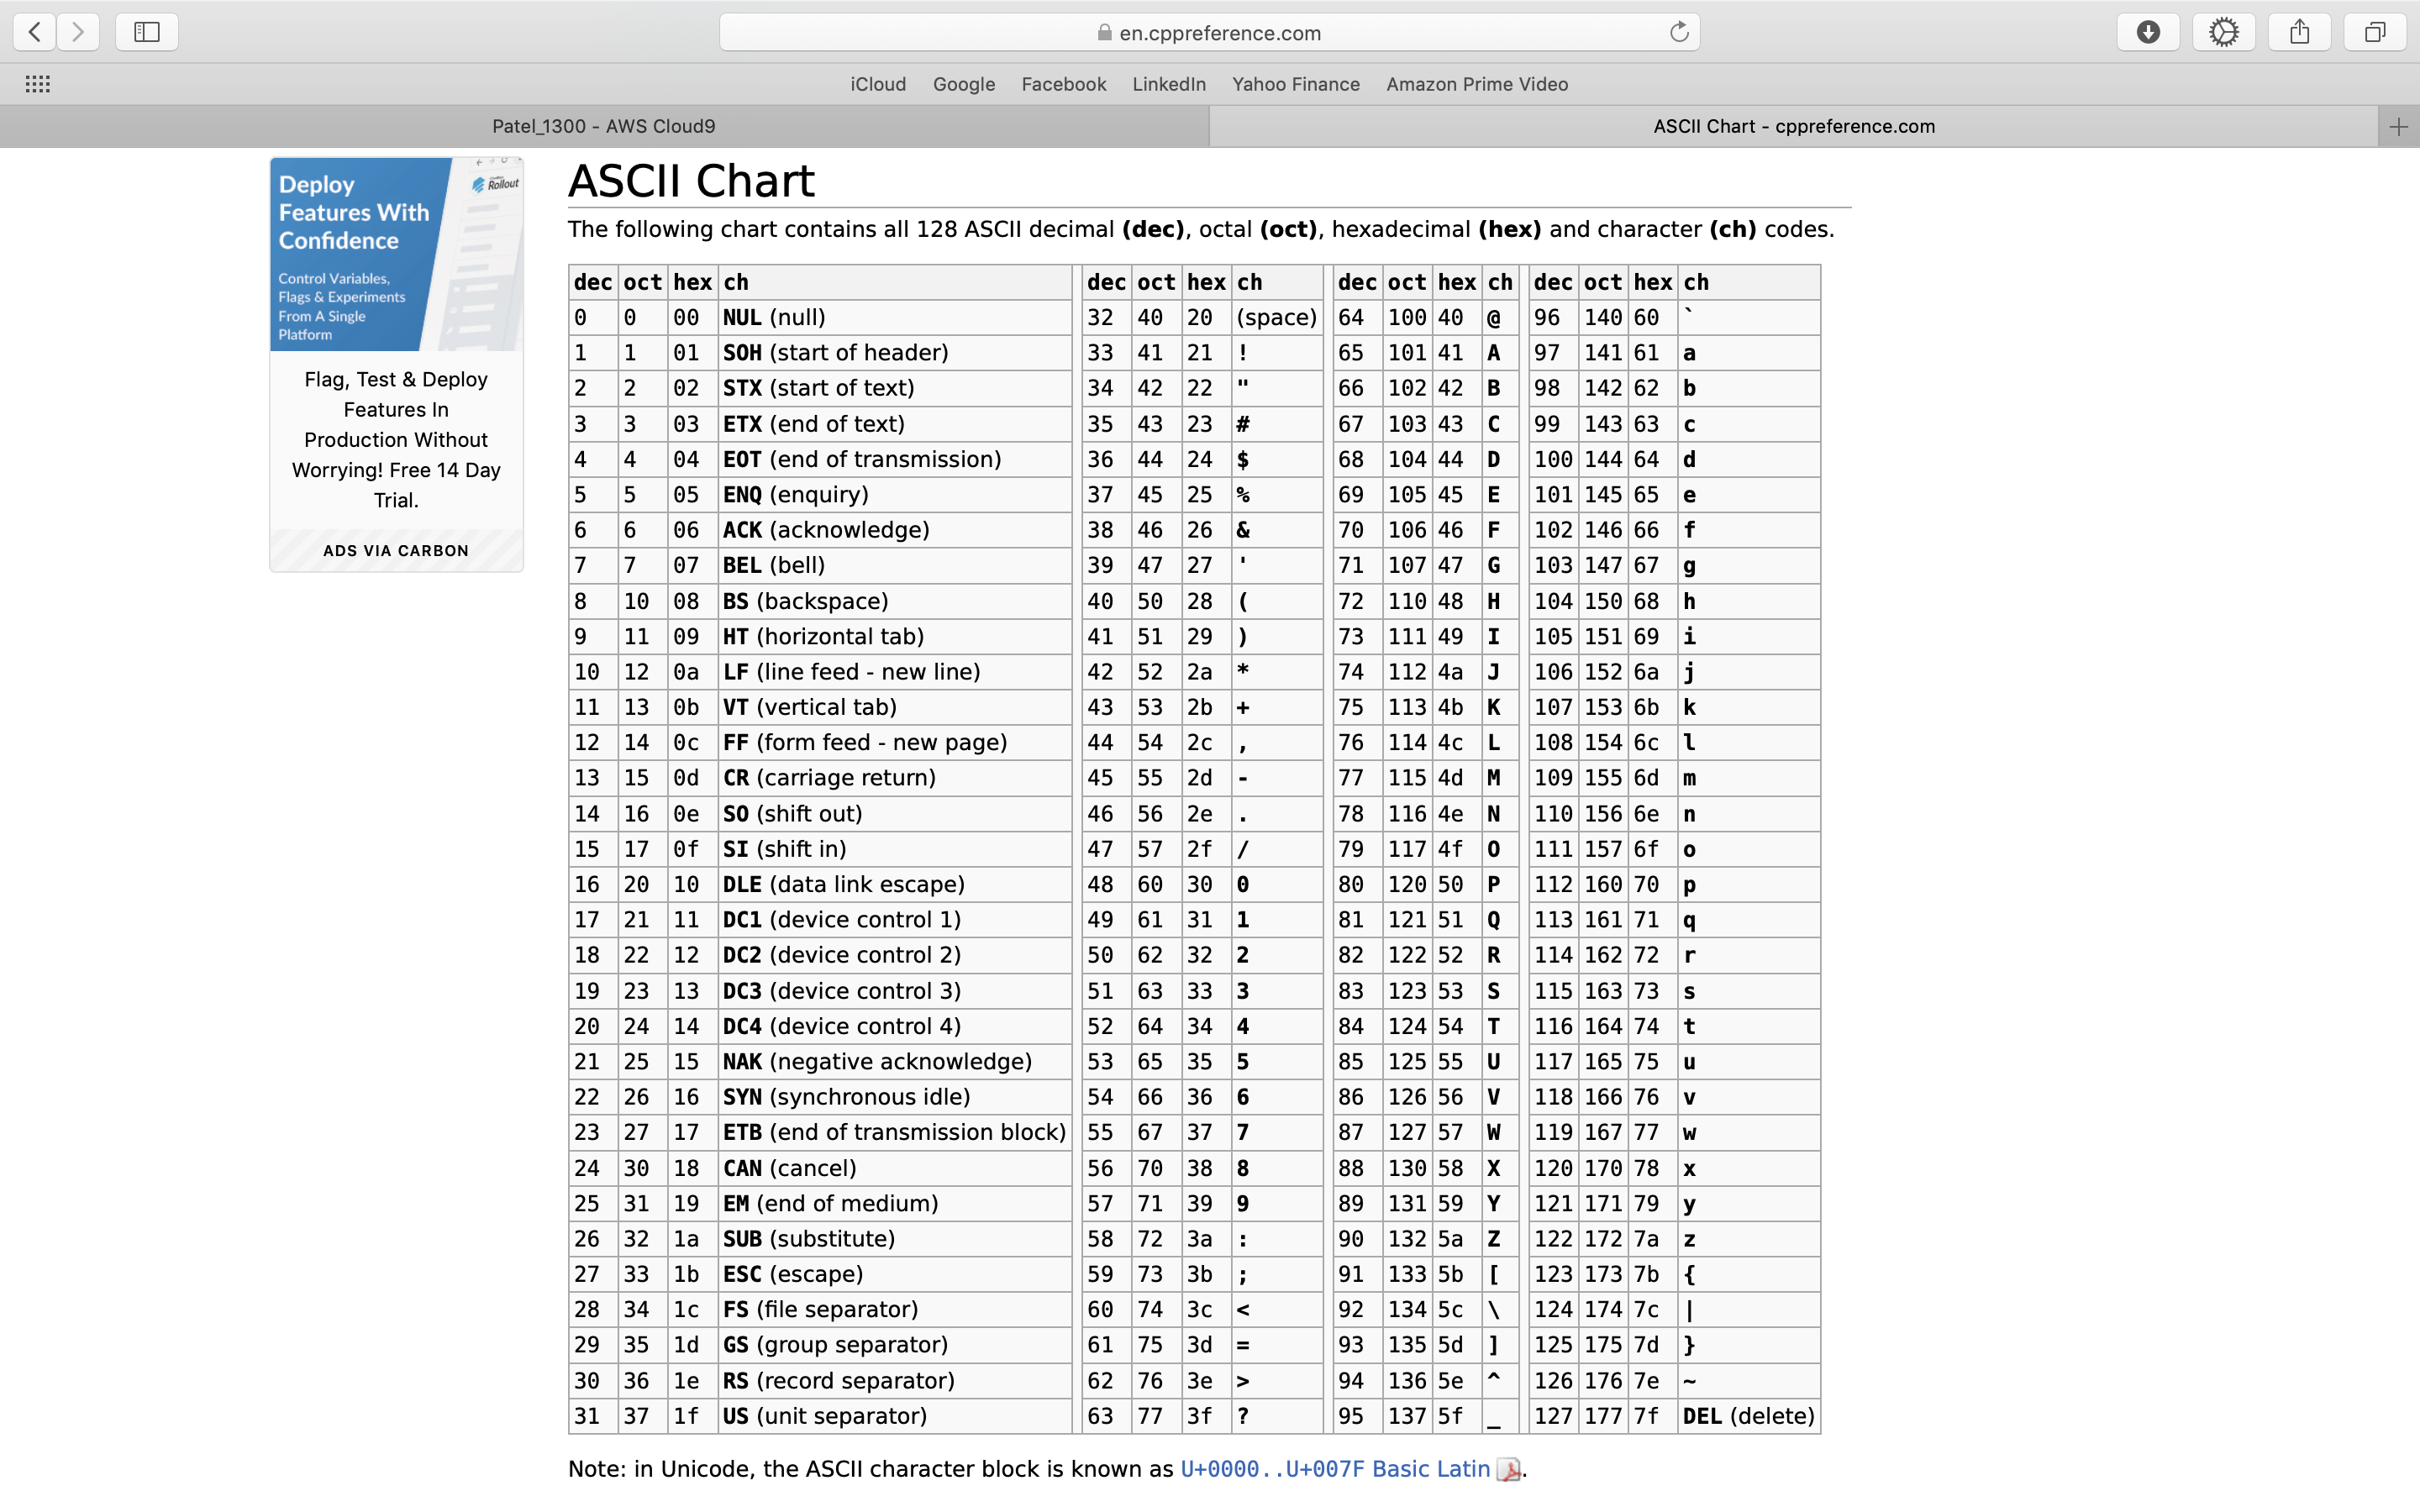 en.cppreference.com
iCloud Google Facebook LinkedIn Yahoo Finance Amazon Prime Video
Patel_1300 - AWS Cloud9 ASCII Chart - cppreference.com
Deploy
Features With
Confidence
Rollout
Control Variables,
Flags & Experiments
From A Single
Platform
Flag, Test & Deploy
Features In
Production Without
Worrying! Free 14 Day
Trial.
ADS VIA CARBON
ASCII Chart
The following chart contains all 128 ASCII decimal (dec), octal (oct), hexadecimal (hex) and character (ch) codes.
dec oct hex ch dec oct hex ch dec oct hex ch dec oct hex ch
0 0 00 NUL (null) 32 40 20 (space) 64 100 40 @ 96 140 60 `
1 1 01 SOH (start of header) 33 41 21 ! 65 101 41 A 97 141 61 a
2 2 02 STX (start of text) 34 42 22 " 66 102 42 B 98 142 62 b
3 3 03 ETX (end of text) 35 43 23 # 67 103 43 C 99 143 63 c
4 4 04 EOT (end of transmission) 36 44 24 $ 68 104 44 D 100 144 64 d
5 5 05 ENQ (enquiry) 37 45 25 % 69 105 45 E 101 145 65 e
6 6 06 ACK (acknowledge) 38 46 26 & 70 106 46 F 102 146 66 f
7 7 07 BEL (bell) 39 47 27 ' 71 107 47 G 103 147 67 g
8 10 08 BS (backspace) 40 50 28 ( 72 110 48 H 104 150 68 h
9 11 09 HT (horizontal tab) 41 51 29 ) 73 111 49 I 105 151 69 i
10 12 0a LF (line feed - new line) 42 52 2a * 74 112 4a J 106 152 6a j
11 13 0b VT (vertical tab) 43 53 2b + 75 113 4b K 107 153 6b k
12 14 0c FF (form feed - new page) 44 54 2c , 76 114 4c L 108 154 6c l
13 15 0d CR (carriage return) 45 55 2d - 77 115 4d M 109 155 6d m
14 16 0e SO (shift out) 46 56 2e . 78 116 4e N 110 156 6e n
15 17 0f SI (shift in) 47 57 2f / 79 117 4f O 111 157 6f o
16 20 10 DLE (data link escape) 48 60 30 0 80 120 50 P 112 160 70 p
17 21 11 DC1 (device control 1) 49 61 31 1 81 121 51 Q 113 161 71 q
18 22 12 DC2 (device control 2) 50 62 32 2 82 122 52 R 114 162 72 r
19 23 13 DC3 (device control 3) 51 63 33 3 83 123 53 S 115 163 73 s
20 24 14 DC4 (device control 4) 52 64 34 4 84 124 54 T 116 164 74 t
21 25 15 NAK (negative acknowledge) 53 65 35 5 85 125 55 U 117 165 75 u
22 26 16 SYN (synchronous idle) 54 66 36 6 86 126 56 V 118 166 76 v
23 27 17 ETB (end of transmission block) 55 67 37 7 87 127 57 W 119 167 77 w
24 30 18 CAN (cancel) 56 70 38 8 88 130 58 X 120 170 78 x
25 31 19 EM (end of medium) 57 71 39 9 89 131 59 Y 121 171 79 y
26 32 1a SUB (substitute) 58 72 3a : 90 132 5a Z 122 172 7a z
27 33 1b ESC (escape) 59 73 3b ; 91 133 5b [ 123 173 7b {
28 34 1c FS (file separator) 60 74 3c < 92 134 5c \ 124 174 7c |
29 35 1d GS (group separator) 61 75 3d = 93 135 5d ] 125 175 7d }
30 36 1e RS (record separator) 62 76 3e > 94 136 5e ^ 126 176 7e ~
31 37 1f US (unit separator) 63 77 3f ? 95 137 5f _ 127 177 7f DEL (delete)
Note: in Unicode, the ASCII character block is known as U+0000..U+007F Basic Latin.